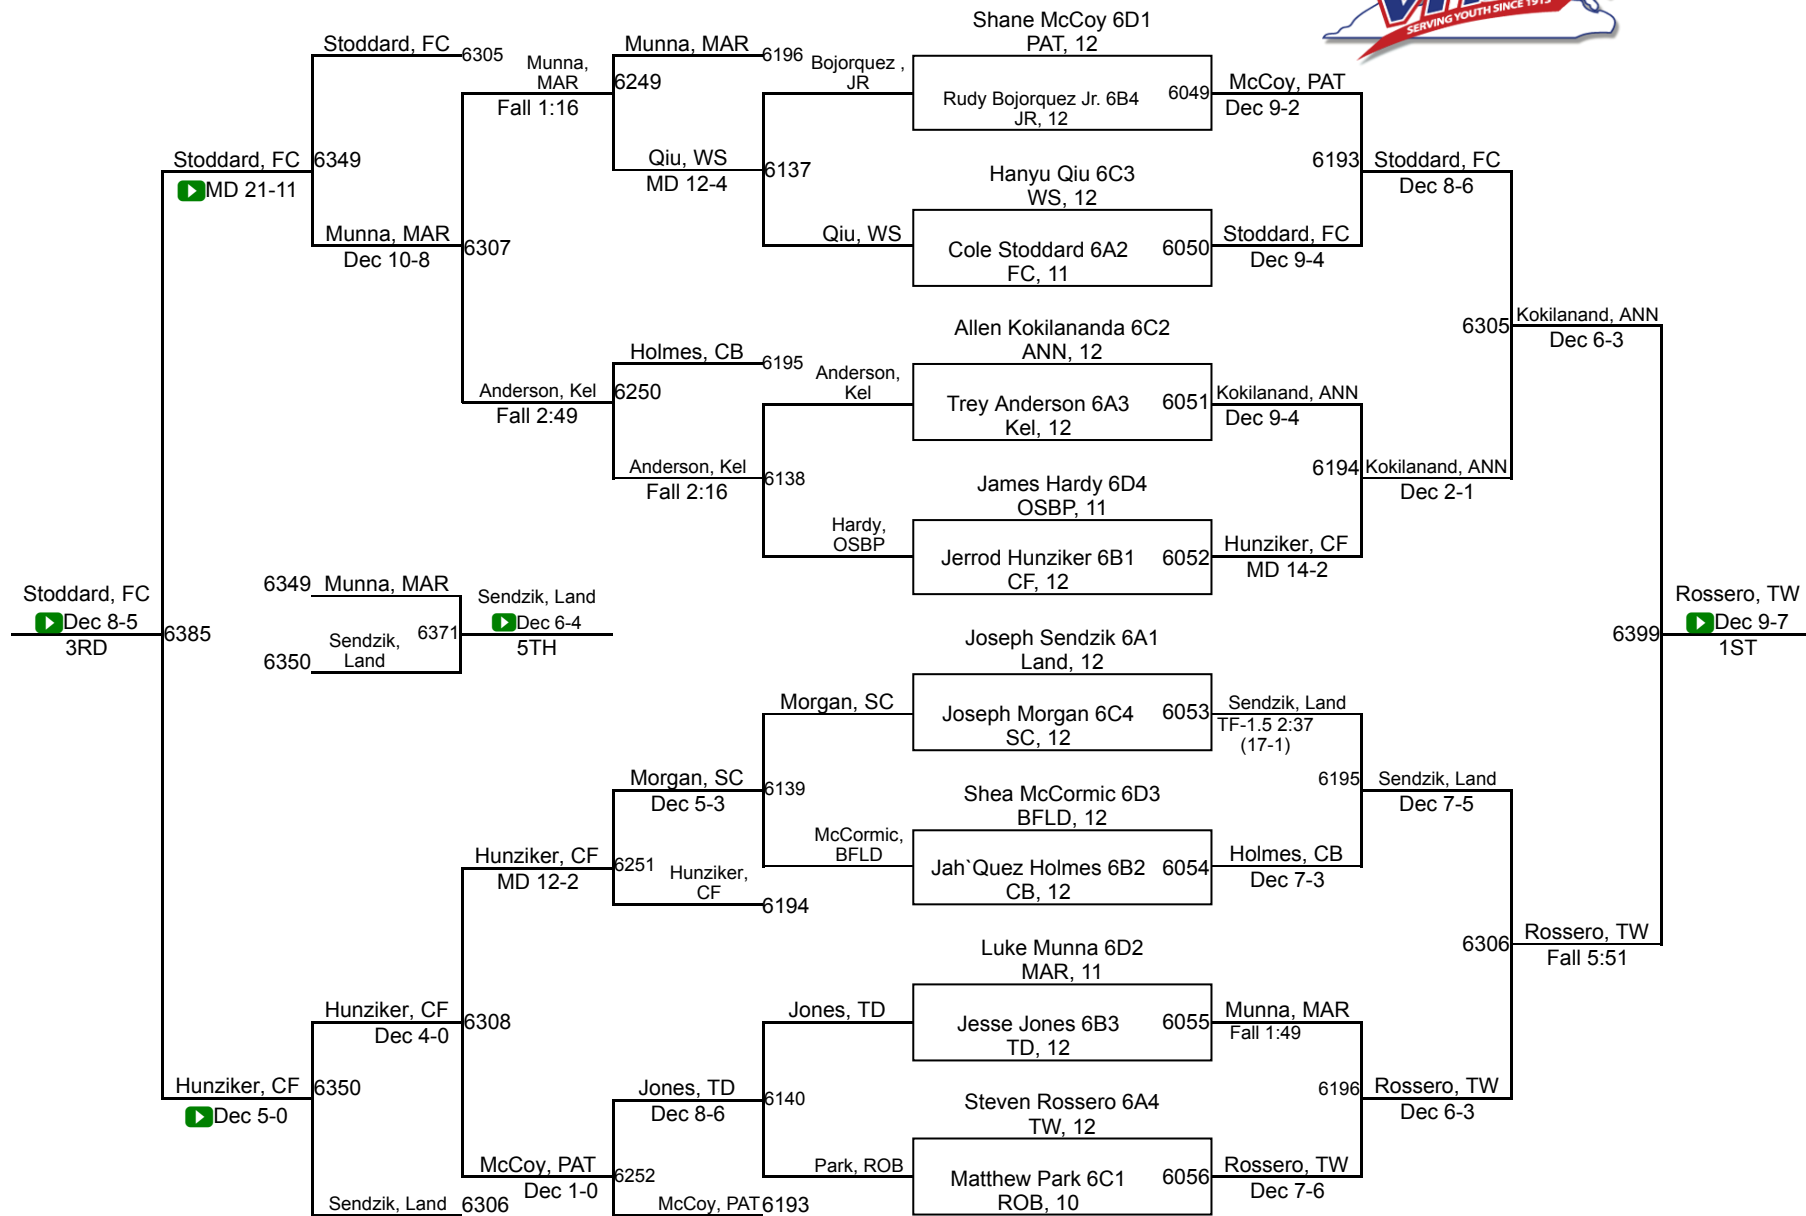 SERVING YOUTH SINCE 1913
Stoddard, FC
6305
Munna,
MAR
Fall 1:16
6249
Munna, MAR
6196
Qiu, WS
MD 12-4
6137
Bojorquez ,
JR
Qiu, WS
Stoddard, FC
MD 21-11
6349
Munna, MAR
Dec 10-8
6307
Holmes, CB
6195
Anderson, Kel
Fall 2:49
6250
Anderson, Kel
Fall 2:16
6138
Anderson,
Kel
Hardy,
OSBP
Stoddard, FC
Dec 8-5
3RD
6385
6349 Munna, MAR
6350
Sendzik,
Land
6371
Sendzik, Land
Dec 6-4
5TH
Morgan, SC
Morgan, SC
Dec 5-3
6139
McCormic,
BFLD
Hunziker, CF
MD 12-2
6251
Hunziker,
CF
6194
Hunziker, CF
Dec 4-0
6308
Jones, TD
Jones, TD
Dec 8-6
6140
Park, ROB
Hunziker, CF
Dec 5-0
6350
McCoy, PAT
Dec 1-0
6252
Sendzik, Land 6306
McCoy, PAT 6193
Shane McCoy 6D1
PAT, 12
Rudy Bojorquez Jr. 6B4
JR, 12
6049
McCoy, PAT
Dec 9-2
Hanyu Qiu 6C3
WS, 12
Cole Stoddard 6A2
FC, 11
6050
Stoddard, FC
Dec 9-4
6193
Stoddard, FC
Dec 8-6
Allen Kokilananda 6C2
ANN, 12
Trey Anderson 6A3
Kel, 12
6051
Kokilanand, ANN
Dec 9-4
James Hardy 6D4
OSBP, 11
Jerrod Hunziker 6B1
CF, 12
6052
Hunziker, CF
MD 14-2
6194
Kokilanand, ANN
Dec 2-1
6305
Kokilanand, ANN
Dec 6-3
Joseph Sendzik 6A1
Land, 12
Joseph Morgan 6C4
SC, 12
6053
Sendzik, Land
TF-1.5 2:37
(17-1)
Shea McCormic 6D3
BFLD, 12
Jah`Quez Holmes 6B2
CB, 12
6054
Holmes, CB
Dec 7-3
6195
Sendzik, Land
Dec 7-5
Luke Munna 6D2
MAR, 11
Jesse Jones 6B3
TD, 12
6055
Munna, MAR
Fall 1:49
Steven Rossero 6A4
TW, 12
Matthew Park 6C1
ROB, 10
6056
Rossero, TW
Dec 7-6
6196
Rossero, TW
Dec 6-3
6306
Rossero, TW
Fall 5:51
6399
Rossero, TW
Dec 9-7
1ST